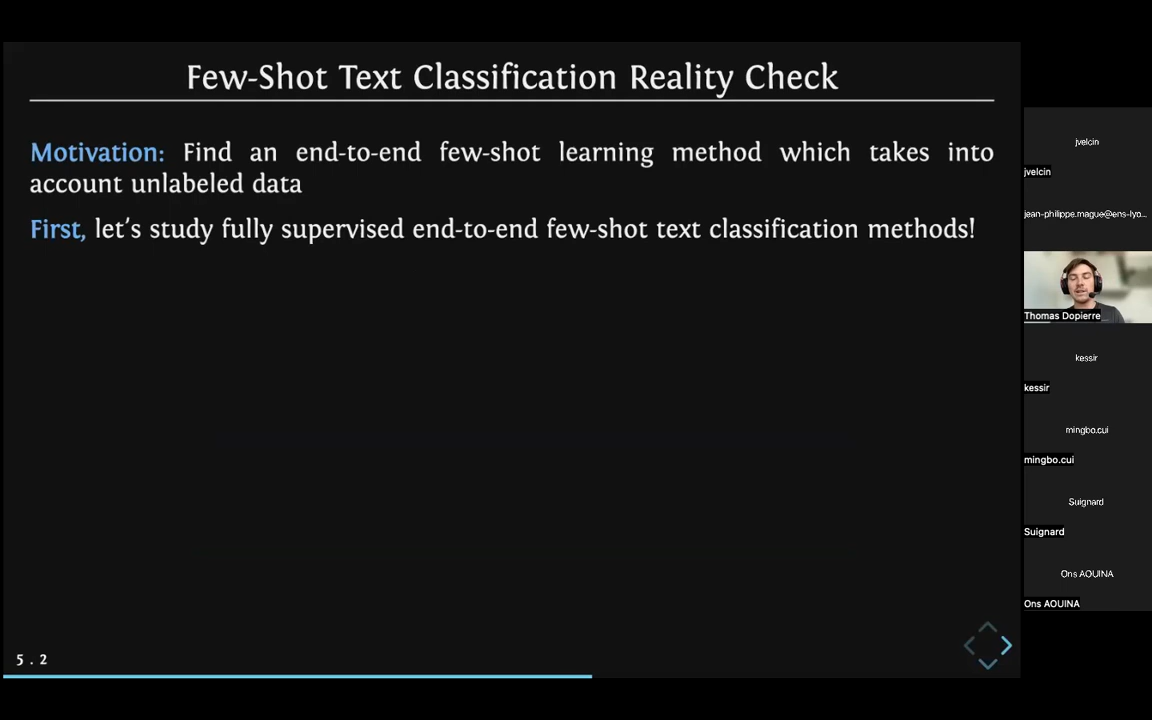 Few-Shot Text Classification Reality Check
Motivation: Find an end-to-end few-shot learning method which takes into
account unlabeled data
First, let's study fully supervised end-to-end few-shot text classification methods!
5 . 2
jvelcin
jvelcin
jean-philippe.mague@ens-lyo...
Thomas Dopierre
kessir
kessir
mingbo.cui
mingbo.cui
Suignard
Suignard
Ons AOUINA
Ons AOUINA